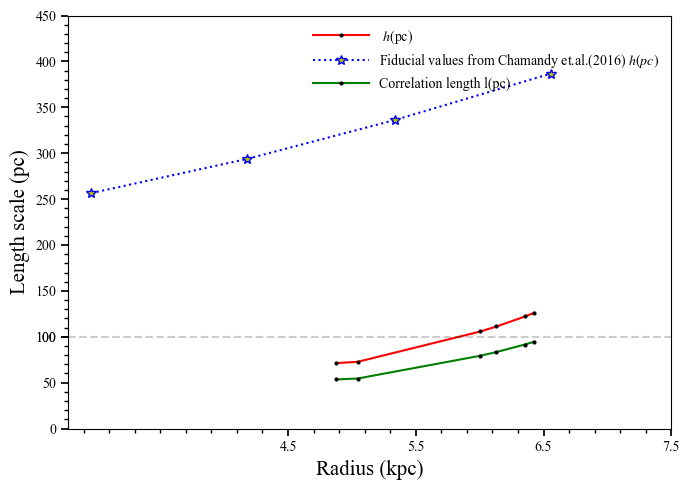 450
400
350
300
250
200
150
100
50
0
Length scale (pc)
h(pc)
Fiducial values from Chamandy et.al.(2016) h(pc)
Correlation length l(pc)
4.5 5.5 6.5 7.5
Radius (kpc)